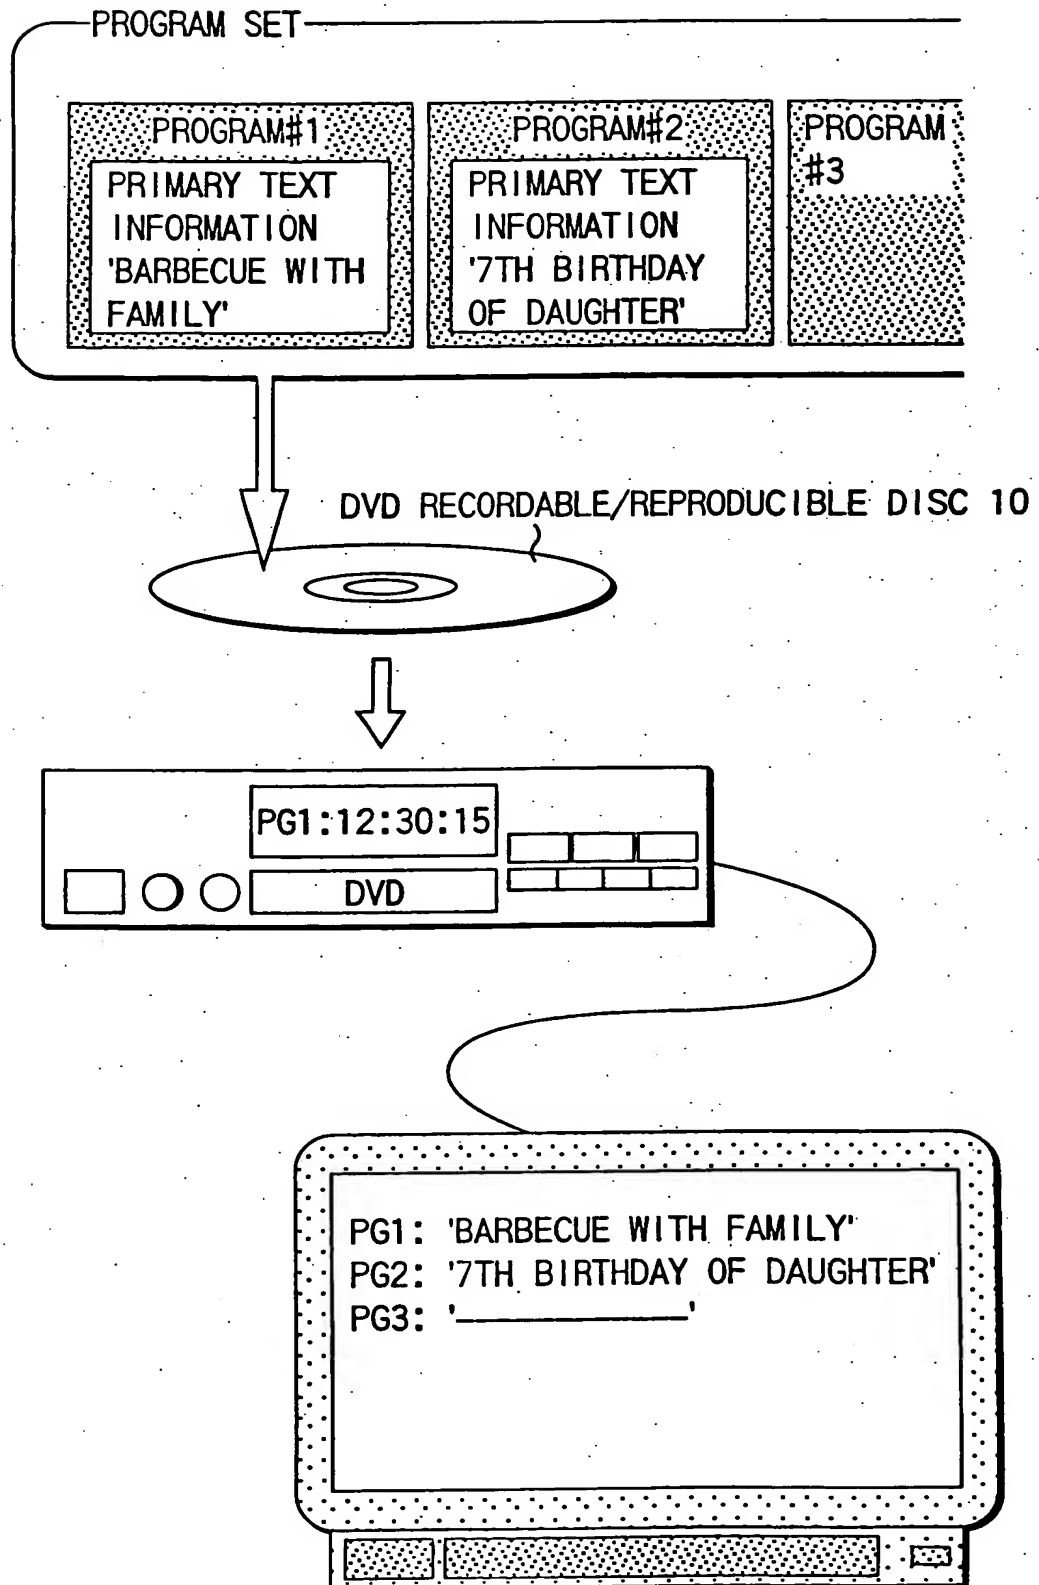 PROGRAM SET
PROGRAM#1
PRIMARY TEXT
INFORMATION
'BARBECUE WITH
FAMILY'
PROGRAM#2
PRIMARY TEXT
INFORMATION
'7TH BIRTHDAY
OF DAUGHTER'
PROGRAM
#3
DVD RECORDABLE/REPRODUCIBLE DISC 10
PG1:12:30:15
DVD
PG1: 'BARBECUE WITH FAMILY'
PG2: '7TH BIRTHDAY OF DAUGHTER'
PG3: '__________'